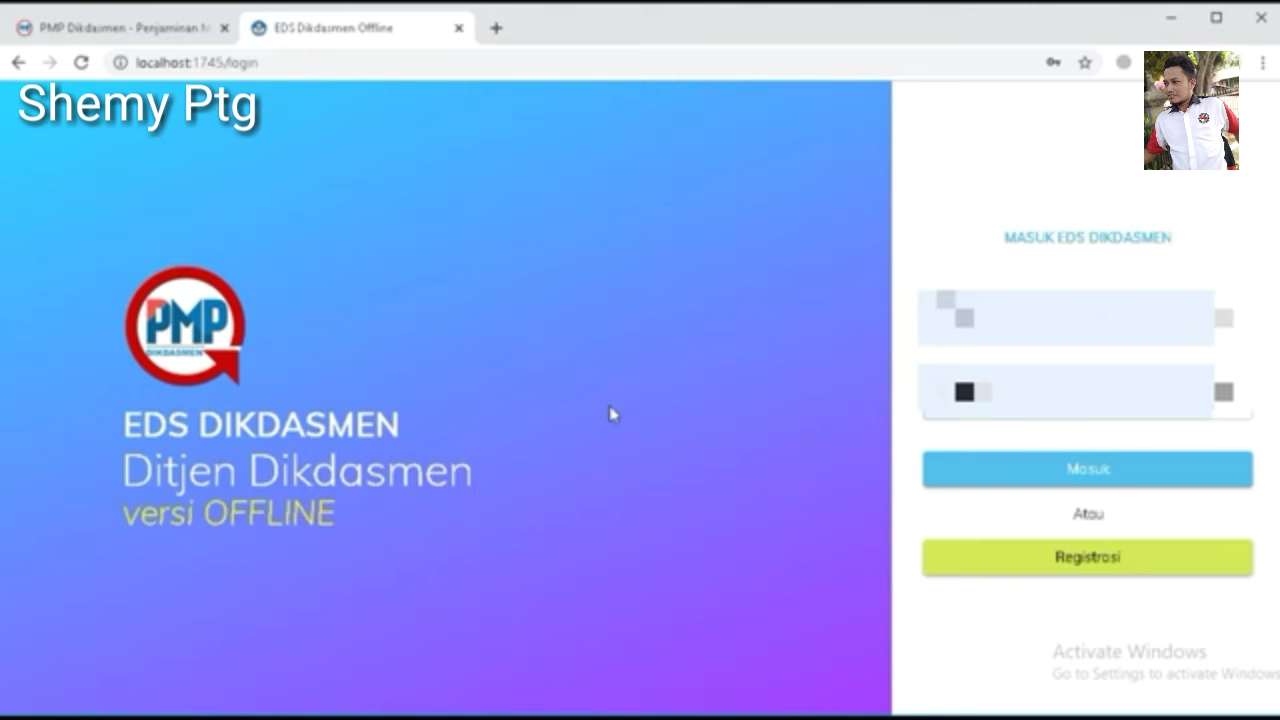 PMP Dikdasmen - Penjaminan M
EDS Dikdasmen Offline
localhost:1745/login
Shemy Ptg
MASUK EDS DIKDASMEN
PMP
DIKDASMEN
EDS DIKDASMEN
Ditjen Dikdasmen
versi OFFLINE
Masuk
Atau
Registrasi
Activate Windows
Go to Settings to activate Windows